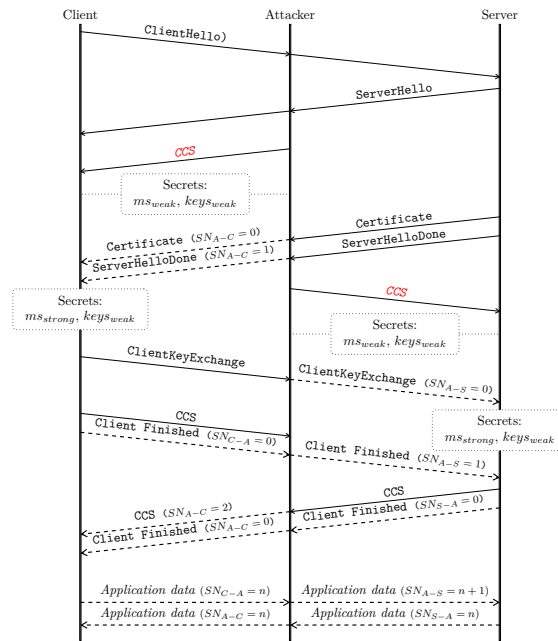 Client Attacker Server
ClientHello)
ServerHello
CCS
Secrets:
ms_weak, keys_weak
Certificate
Certificate (SN_A−C = 0)
ServerHelloDone
ServerHelloDone (SN_A−C = 1)
CCS
Secrets:
ms_strong, keys_weak
Secrets:
ms_weak, keys_weak
ClientKeyExchange
ClientKeyExchange (SN_A−S = 0)
CCS
Client Finished (SN_C−A = 0)
Secrets:
ms_strong, keys_weak
Client Finished (SN_A−S = 1)
CCS
CCS (SN_A−C = 2)
Client Finished (SN_S−A = 0)
Client Finished (SN_A−C = 0)
Application data (SN_C−A = n) Application data (SN_A−S = n + 1)
Application data (SN_A−C = n) Application data (SN_S−A = n)